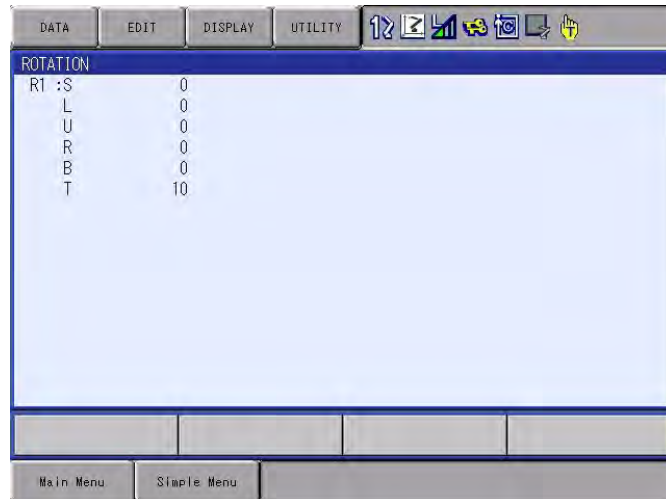 DATA EDIT DISPLAY UTILITY
ROTATION
R1 :S 0
L 0
U 0
R 0
B 0
T 10
Main Menu Simple Menu